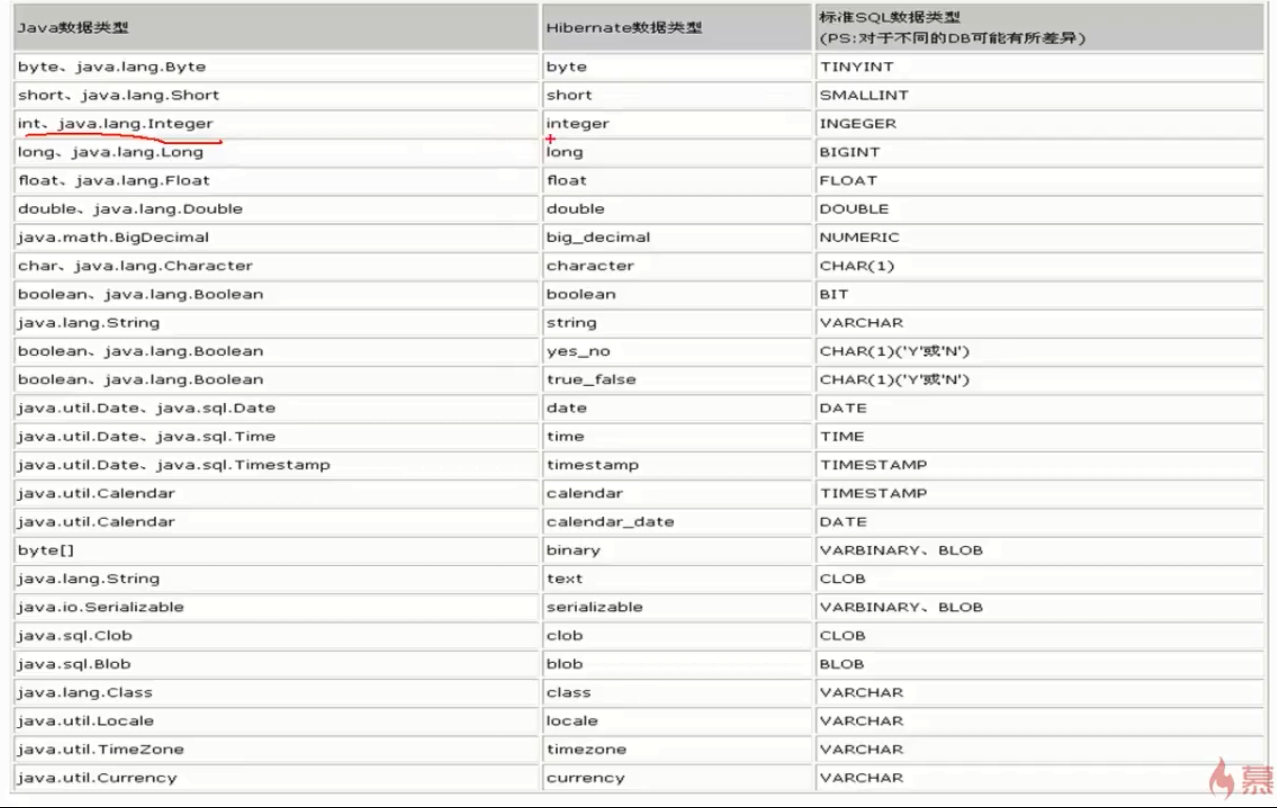 Java数据类型 Hibernate数据类型 标准SQL数据类型
(PS:对于不同的DB可能有所差异)
byte、java.lang.Byte byte TINYINT
short、java.lang.Short short SMALLINT
int、java.lang.Integer integer INGEGER
long、java.lang.Long long BIGINT
float、java.lang.Float float FLOAT
double、java.lang.Double double DOUBLE
java.math.BigDecimal big_decimal NUMERIC
char、java.lang.Character character CHAR(1)
boolean、java.lang.Boolean boolean BIT
java.lang.String string VARCHAR
boolean、java.lang.Boolean yes_no CHAR(1)('Y'或'N')
boolean、java.lang.Boolean true_false CHAR(1)('Y'或'N')
java.util.Date、java.sql.Date date DATE
java.util.Date、java.sql.Time time TIME
java.util.Date、java.sql.Timestamp timestamp TIMESTAMP
java.util.Calendar calendar TIMESTAMP
java.util.Calendar calendar_date DATE
byte[] binary VARBINARY、BLOB
java.lang.String text CLOB
java.io.Serializable serializable VARBINARY、BLOB
java.sql.Clob clob CLOB
java.sql.Blob blob BLOB
java.lang.Class class VARCHAR
java.util.Locale locale VARCHAR
java.util.TimeZone timezone VARCHAR
java.util.Currency currency VARCHAR
慕